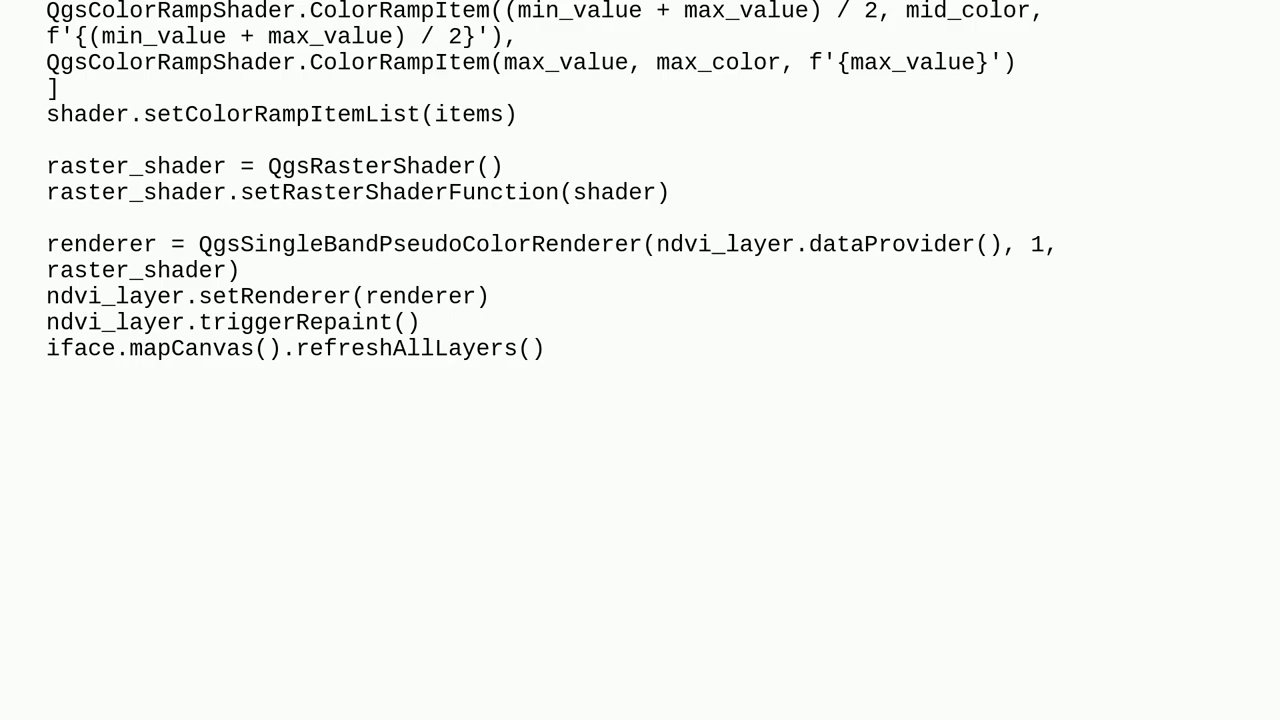 QgsColorRampShader.ColorRampItem((min_value + max_value) / 2, mid_color,
f'{(min_value + max_value) / 2}'),
QgsColorRampShader.ColorRampItem(max_value, max_color, f'{max_value}')
]
shader.setColorRampItemList(items)
raster_shader = QgsRasterShader()
raster_shader.setRasterShaderFunction(shader)
renderer = QgsSingleBandPseudoColorRenderer(ndvi_layer.dataProvider(), 1,
raster_shader)
ndvi_layer.setRenderer(renderer)
ndvi_layer.triggerRepaint()
iface.mapCanvas().refreshAllLayers()